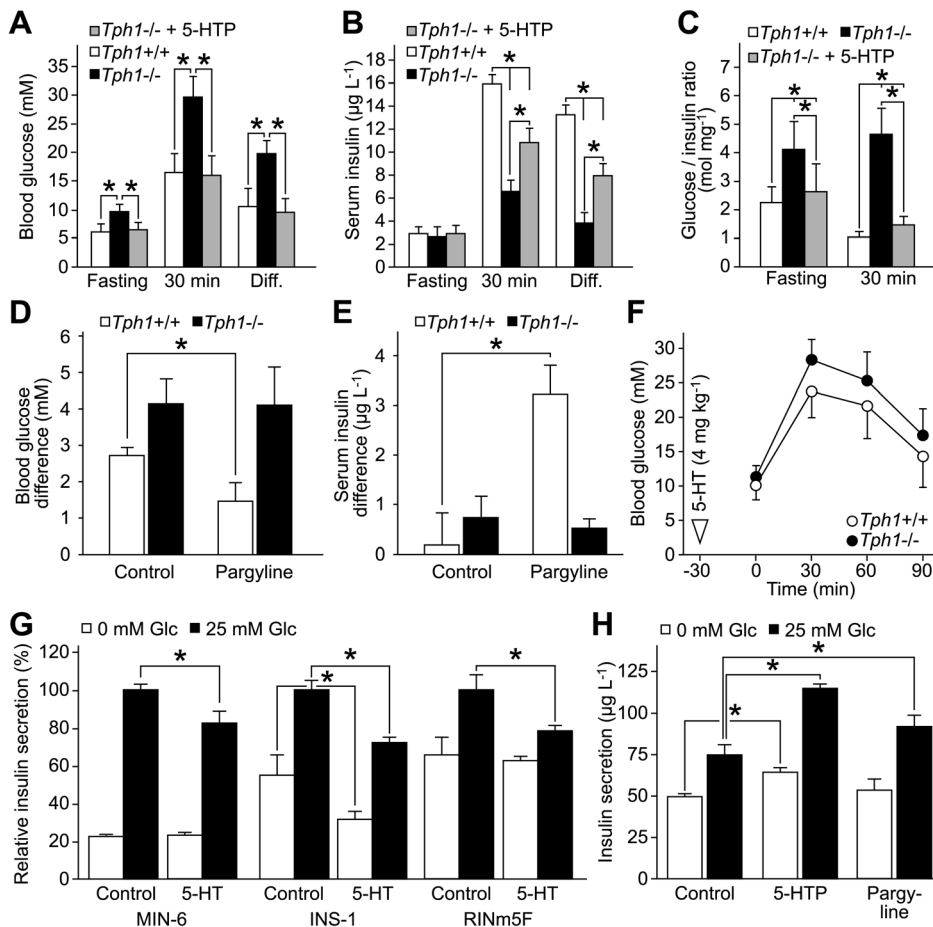 A
Tph1-/- + 5-HTP
Tph1+/+
Tph1-/-
Blood glucose (mM)
35
30
25
20
15
10
5
0
* * * * * *
Fasting 30 min Diff.
B
Tph1-/- + 5-HTP
Tph1+/+
Tph1-/-
Serum insulin (µg L-1)
18
16
14
12
10
8
6
4
2
0
* * * *
Fasting 30 min Diff.
C
Tph1+/+ Tph1-/-
Tph1-/- + 5-HTP
Glucose / insulin ratio
(mol mg-1)
7
6
5
4
3
2
1
0
* * * *
Fasting 30 min
D
Tph1+/+ Tph1-/-
Blood glucose
difference (mM)
6
5
4
3
2
1
0
*
Control Pargyline
E
Tph1+/+ Tph1-/-
Serum insulin
difference (µg L-1)
4
3
2
1
0
*
Control Pargyline
F
Blood glucose (mM)
30
20
10
0
5-HT (4 mg kg-1)
Tph1+/+
Tph1-/-
-30 0 30 60 90
Time (min)
G
0 mM Glc 25 mM Glc
Relative insulin secretion (%)
120
100
80
60
40
20
0
* * * *
Control 5-HT Control 5-HT Control 5-HT
MIN-6 INS-1 RINm5F
H
0 mM Glc 25 mM Glc
Insulin secretion (µg L-1)
125
100
75
50
25
0
* * *
Control 5-HTP Pargy-
line